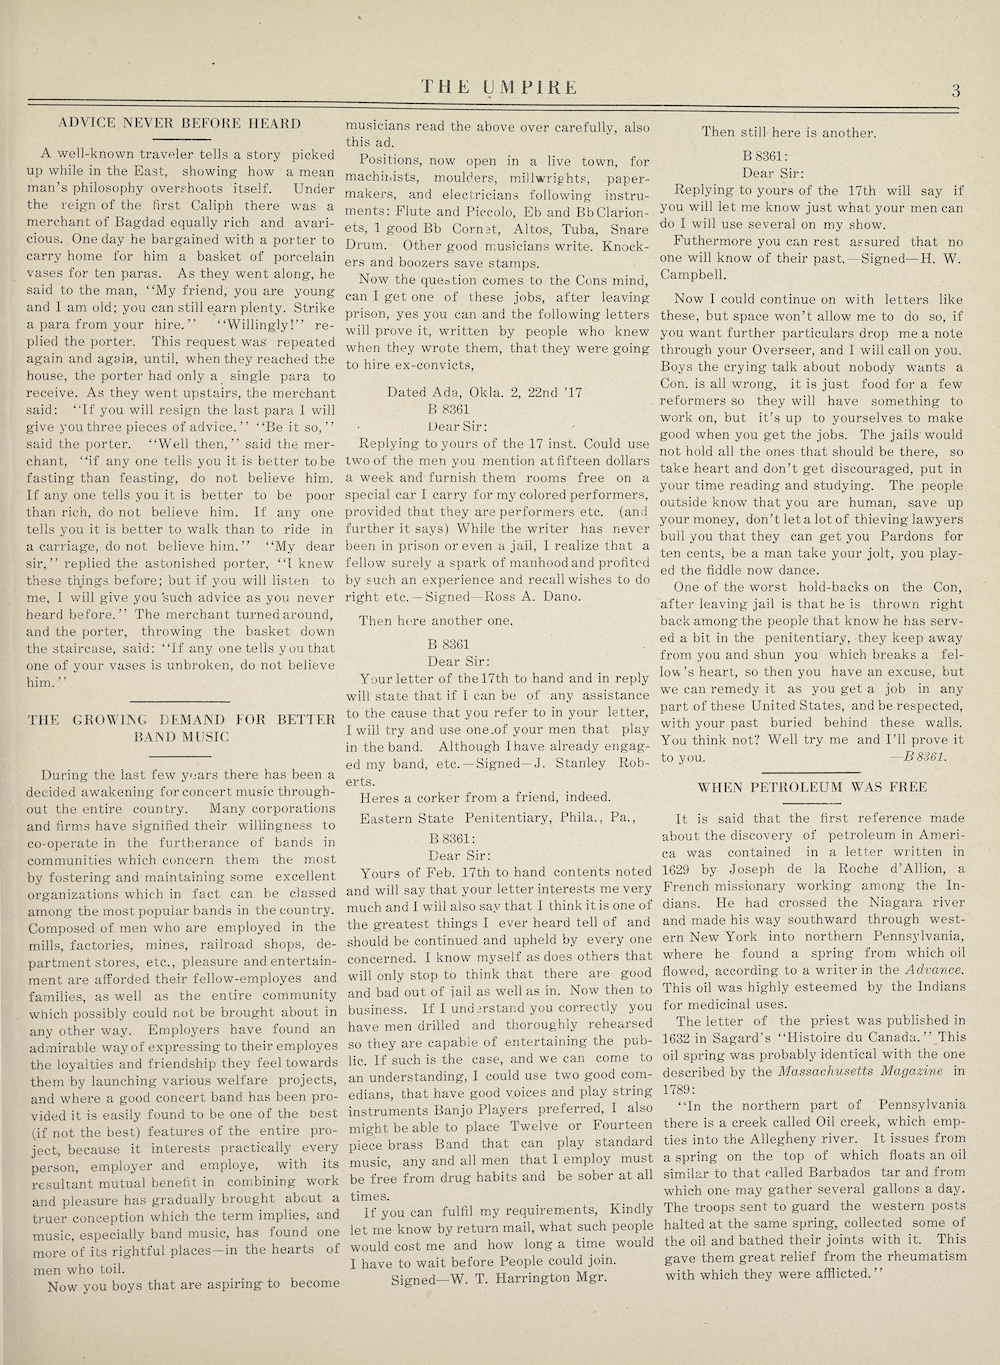 THE UMPIRE
3
ADVICE NEVER BEFORE HEARD
A well-known traveler tells a story picked
up while in the East, showing how a mean
man's philosophy overshoots itself. Under
the reign of the first Caliph there was a
merchant of Bagdad equally rich and avari-
cious. One day he bargained with a porter to
carry home for him a basket of porcelain
vases for ten paras. As they went along, he
said to the man, "My friend, you are young
and I am old; you can still earn plenty. Strike
a para from your hire." "Willingly!" re-
plied the porter. This request was repeated
again and again, until, when they reached the
house, the porter had only a single para to
receive. As they went upstairs, the merchant
said: "If you will resign the last para I will
give you three pieces of advice." "Be it so,"
said the porter. "Well then," said the mer-
chant, "if any one tells you it is better to be
fasting than feasting, do not believe him.
If any one tells you it is better to be poor
than rich, do not believe him. If any one
tells you it is better to walk than to ride in
a carriage, do not believe him." "My dear
sir," replied the astonished porter, "I knew
these things before; but if you will listen to
me, I will give you such advice as you never
heard before." The merchant turned around,
and the porter, throwing the basket down
the staircase, said: "If any one tells you that
one of your vases is unbroken, do not believe
him."
THE GROWING DEMAND FOR BETTER
BAND MUSIC
During the last few years there has been a
decided awakening for concert music through-
out the entire country. Many corporations
and firms have signified their willingness to
co-operate in the furtherance of bands in
communities which concern them the most
by fostering and maintaining some excellent
organizations which in fact can be classed
among the most popular bands in the country.
Composed of men who are employed in the
mills, factories, mines, railroad shops, de-
partment stores, etc., pleasure and entertain-
ment are afforded their fellow-employes and
families, as well as the entire community
which possibly could not be brought about in
any other way. Employers have found an
admirable way of expressing to their employes
the loyalties and friendship they feel towards
them by launching various welfare projects,
and where a good concert band has been pro-
vided it is easily found to be one of the best
(if not the best) features of the entire pro-
ject, because it interests practically every
person, employer and employe, with its
resultant mutual benefit in combining work
and pleasure has gradually brought about a
truer conception which the term implies, and
music, especially band music, has found one
more of its rightful places—in the hearts of
men who toil.
Now you boys that are aspiring to become
musicians read the above over carefully, also
this ad.
Positions, now open in a live town, for
machinists, moulders, millwrights, paper-
makers, and electricians following instru-
ments: Flute and Piccolo, Eb and Bb Clarion-
ets, 1 good Bb Cornet, Altos, Tuba, Snare
Drum. Other good musicians write. Knock-
ers and boozers save stamps.
Now the question comes to the Cons mind,
can I get one of these jobs, after leaving
prison, yes you can and the following letters
will prove it, written by people who knew
when they wrote them, that they were going
to hire ex-convicts,
Dated Ada, Okla. 2, 22nd '17
B 8361
Dear Sir:
Replying to yours of the 17 inst. Could use
two of the men you mention at fifteen dollars
a week and furnish them rooms free on a
special car I carry for my colored performers,
provided that they are performers etc. (and
further it says) While the writer has never
been in prison or even a jail, I realize that a
fellow surely a spark of manhood and profited
by such an experience and recall wishes to do
right etc.—Signed—Ross A. Dano.
Then here another one.
B 8361
Dear Sir:
Your letter of the 17th to hand and in reply
will state that if I can be of any assistance
to the cause that you refer to in your letter,
I will try and use one of your men that play
in the band. Although I have already engag-
ed my band, etc.—Signed—J. Stanley Rob-
erts.
Heres a corker from a friend, indeed.
Eastern State Penitentiary, Phila., Pa.,
B 8361:
Dear Sir:
Yours of Feb. 17th to hand contents noted
and will say that your letter interests me very
much and I will also say that I think it is one of
the greatest things I ever heard tell of and
should be continued and upheld by every one
concerned. I know myself as does others that
will only stop to think that there are good
and bad out of jail as well as in. Now then to
business. If I understand you correctly you
have men drilled and thoroughly rehearsed
so they are capable of entertaining the pub-
lic. If such is the case, and we can come to
an understanding, I could use two good com-
edians, that have good voices and play string
instruments Banjo Players preferred, I also
might be able to place Twelve or Fourteen
piece brass Band that can play standard
music, any and all men that I employ must
be free from drug habits and be sober at all
times.
If you can fulfil my requirements, Kindly
let me know by return mail, what such people
would cost me and how long a time would
I have to wait before People could join.
Signed—W. T. Harrington Mgr.
Then still here is another.
B 8361:
Dear Sir:
Replying to yours of the 17th will say if
you will let me know just what your men can
do I will use several on my show.
Futhermore you can rest assured that no
one will know of their past.—Signed—H. W.
Campbell.
Now I could continue on with letters like
these, but space won't allow me to do so, if
you want further particulars drop me a note
through your Overseer, and I will call on you.
Boys the crying talk about nobody wants a
Con. is all wrong, it is just food for a few
reformers so they will have something to
work on, but it's up to yourselves to make
good when you get the jobs. The jails would
not hold all the ones that should be there, so
take heart and don't get discouraged, put in
your time reading and studying. The people
outside know that you are human, save up
your money, don't let a lot of thieving lawyers
bull you that they can get you Pardons for
ten cents, be a man take your jolt, you play-
ed the fiddle now dance.
One of the worst hold-backs on the Con,
after leaving jail is that he is thrown right
back among the people that know he has serv-
ed a bit in the penitentiary, they keep away
from you and shun you which breaks a fel-
low's heart, so then you have an excuse, but
we can remedy it as you get a job in any
part of these United States, and be respected,
with your past buried behind these walls.
You think not? Well try me and I'll prove it
to you. —B 8361.
WHEN PETROLEUM WAS FREE
It is said that the first reference made
about the discovery of petroleum in Ameri-
ca was contained in a letter written in
1629 by Joseph de la Roche d'Allion, a
French missionary working among the In-
dians. He had crossed the Niagara river
and made his way southward through west-
ern New York into northern Pennsylvania,
where he found a spring from which oil
flowed, according to a writer in the Advance.
This oil was highly esteemed by the Indians
for medicinal uses.
The letter of the priest was published in
1632 in Sagard's "Histoire du Canada." This
oil spring was probably identical with the one
described by the Massachusetts Magazine in
1789:
"In the northern part of Pennsylvania
there is a creek called Oil creek, which emp-
ties into the Allegheny river. It issues from
a spring on the top of which floats an oil
similar to that called Barbados tar and from
which one may gather several gallons a day.
The troops sent to guard the western posts
halted at the same spring, collected some of
the oil and bathed their joints with it. This
gave them great relief from the rheumatism
with which they were afflicted."